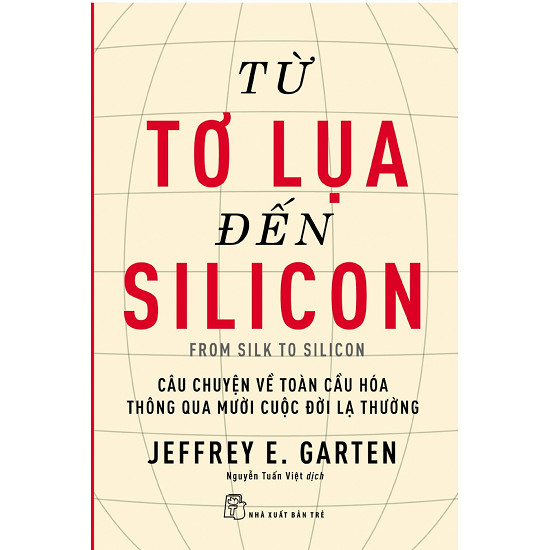 TỪ
TƠ LỤA
ĐẾN
SILICON
FROM SILK TO SILICON
CÂU CHUYỆN VỀ TOÀN CẦU HÓA
THÔNG QUA MƯỜI CUỘC ĐỜI LẠ THƯỜNG
JEFFREY E. GARTEN
Nguyễn Tuấn Việt dịch
NHÀ XUẤT BẢN TRẺ